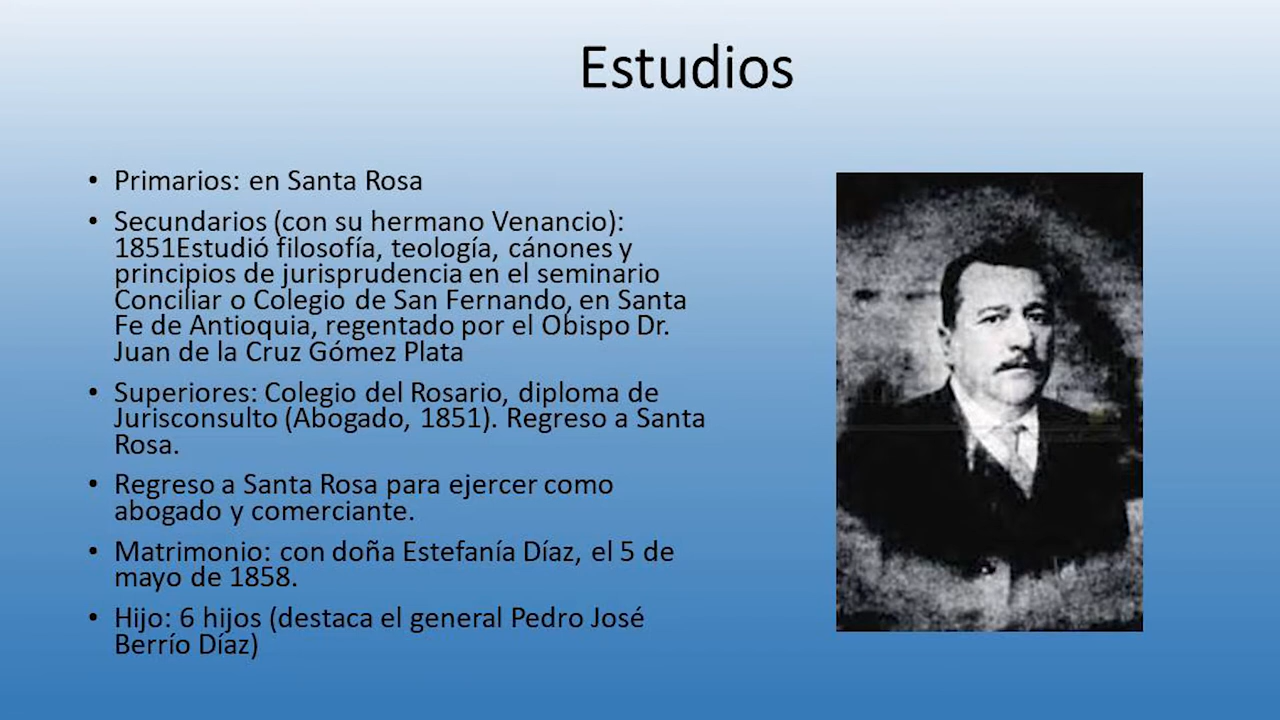 Estudios
• Primarios: en Santa Rosa
• Secundarios (con su hermano Venancio):
1851Estudió filosofía, teología, cánones y
principios de jurisprudencia en el seminario
Conciliar o Colegio de San Fernando, en Santa
Fe de Antioquia, regentado por el Obispo Dr.
Juan de la Cruz Gómez Plata
• Superiores: Colegio del Rosario, diploma de
Jurisconsulto (Abogado, 1851). Regreso a Santa
Rosa.
• Regreso a Santa Rosa para ejercer como
abogado y comerciante.
• Matrimonio: con doña Estefanía Díaz, el 5 de
mayo de 1858.
• Hijo: 6 hijos (destaca el general Pedro José
Berrío Díaz)